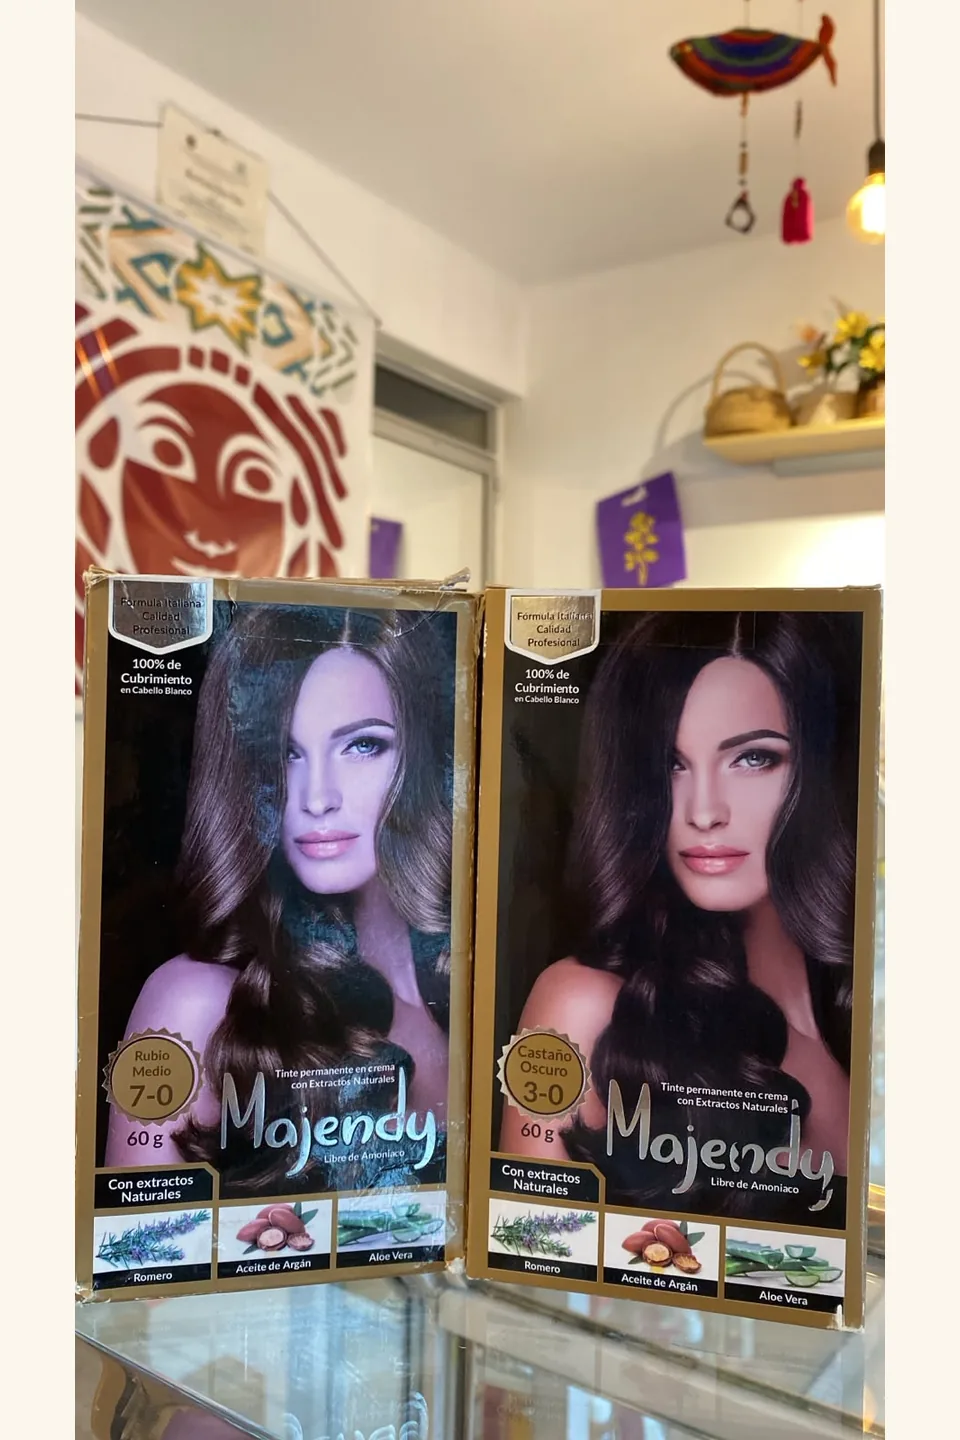 Fórmula Italiana
Calidad
Profesional
100% de
Cubrimiento
en Cabello Blanco
Rubio
Medio
7-0
60 g
Tinte permanente en crema
con Extractos Naturales
Majendy
Libre de Amoniaco
Con extractos
Naturales
Romero
Aceite de Argán
Aloe Vera
Fórmula Italiana
Calidad
Profesional
100% de
Cubrimiento
en Cabello Blanco
Castaño
Oscuro
3-0
60 g
Tinte permanente en crema
con Extractos Naturales
Majendy
Libre de Amoniaco
Con extractos
Naturales
Romero
Aceite de Argán
Aloe Vera